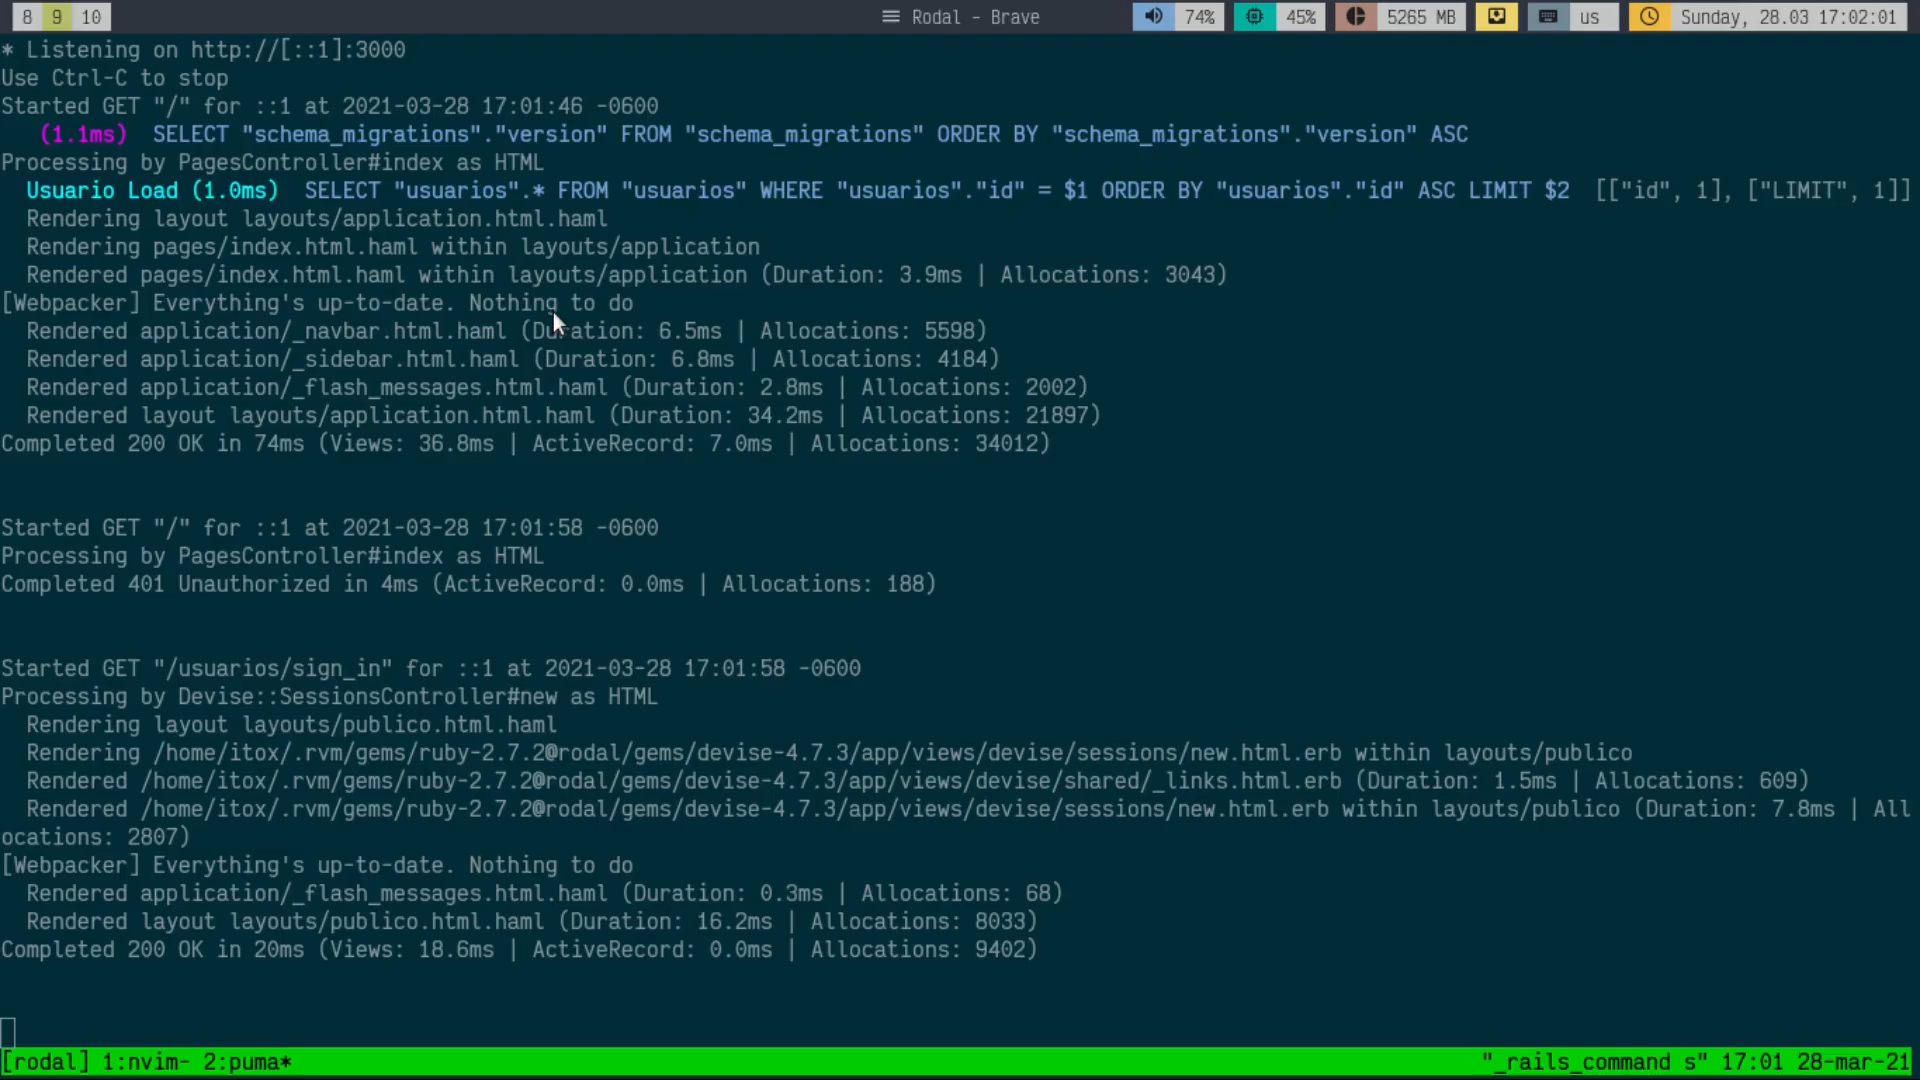 8 9 10 Rodal - Brave 74% 45% 5265 MB us Sunday, 28.03 17:02:01
* Listening on http://[::1]:3000
Use Ctrl-C to stop
Started GET "/" for ::1 at 2021-03-28 17:01:46 -0600
(1.1ms) SELECT "schema_migrations"."version" FROM "schema_migrations" ORDER BY "schema_migrations"."version" ASC
Processing by PagesController#index as HTML
Usuario Load (1.0ms) SELECT "usuarios".* FROM "usuarios" WHERE "usuarios"."id" = $1 ORDER BY "usuarios"."id" ASC LIMIT $2 [["id", 1], ["LIMIT", 1]]
Rendering layout layouts/application.html.haml
Rendering pages/index.html.haml within layouts/application
Rendered pages/index.html.haml within layouts/application (Duration: 3.9ms | Allocations: 3043)
[Webpacker] Everything's up-to-date. Nothing to do
Rendered application/_navbar.html.haml (Duration: 6.5ms | Allocations: 5598)
Rendered application/_sidebar.html.haml (Duration: 6.8ms | Allocations: 4184)
Rendered application/_flash_messages.html.haml (Duration: 2.8ms | Allocations: 2002)
Rendered layout layouts/application.html.haml (Duration: 34.2ms | Allocations: 21897)
Completed 200 OK in 74ms (Views: 36.8ms | ActiveRecord: 7.0ms | Allocations: 34012)
Started GET "/" for ::1 at 2021-03-28 17:01:58 -0600
Processing by PagesController#index as HTML
Completed 401 Unauthorized in 4ms (ActiveRecord: 0.0ms | Allocations: 188)
Started GET "/usuarios/sign_in" for ::1 at 2021-03-28 17:01:58 -0600
Processing by Devise::SessionsController#new as HTML
Rendering layout layouts/publico.html.haml
Rendering /home/itox/.rvm/gems/ruby-2.7.2@rodal/gems/devise-4.7.3/app/views/devise/sessions/new.html.erb within layouts/publico
Rendered /home/itox/.rvm/gems/ruby-2.7.2@rodal/gems/devise-4.7.3/app/views/devise/shared/_links.html.erb (Duration: 1.5ms | Allocations: 609)
Rendered /home/itox/.rvm/gems/ruby-2.7.2@rodal/gems/devise-4.7.3/app/views/devise/sessions/new.html.erb within layouts/publico (Duration: 7.8ms | All
ocations: 2807)
[Webpacker] Everything's up-to-date. Nothing to do
Rendered application/_flash_messages.html.haml (Duration: 0.3ms | Allocations: 68)
Rendered layout layouts/publico.html.haml (Duration: 16.2ms | Allocations: 8033)
Completed 200 OK in 20ms (Views: 18.6ms | ActiveRecord: 0.0ms | Allocations: 9402)
[rodal] 1:nvim- 2:puma* "_rails_command s" 17:01 28-mar-21